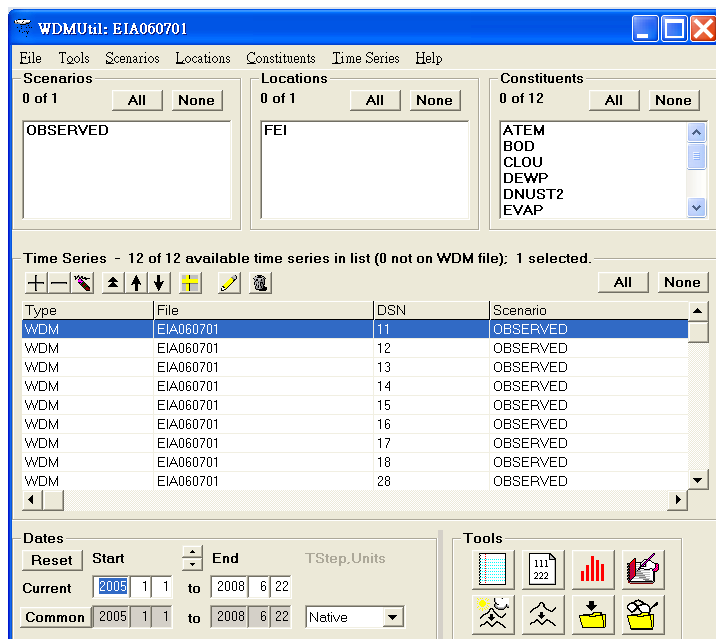 WDMUtil: EIA060701
File Tools Scenarios Locations Constituents Time Series Help
Scenarios Locations Constituents
0 of 1 All None 0 of 1 All None 0 of 12 All None
OBSERVED FEI ATEM
BOD
CLOU
DEWP
DNUST2
EVAP
Time Series - 12 of 12 available time series in list (0 not on WDM file); 1 selected.
All None
Type File DSN Scenario
WDM EIA060701 11 OBSERVED
WDM EIA060701 12 OBSERVED
WDM EIA060701 13 OBSERVED
WDM EIA060701 14 OBSERVED
WDM EIA060701 15 OBSERVED
WDM EIA060701 16 OBSERVED
WDM EIA060701 17 OBSERVED
WDM EIA060701 18 OBSERVED
WDM EIA060701 28 OBSERVED
Dates Tools
Reset Start End TStep,Units
111
222
Current 2005 1 1 to 2008 6 22
Common 2005 1 1 to 2008 6 22 Native